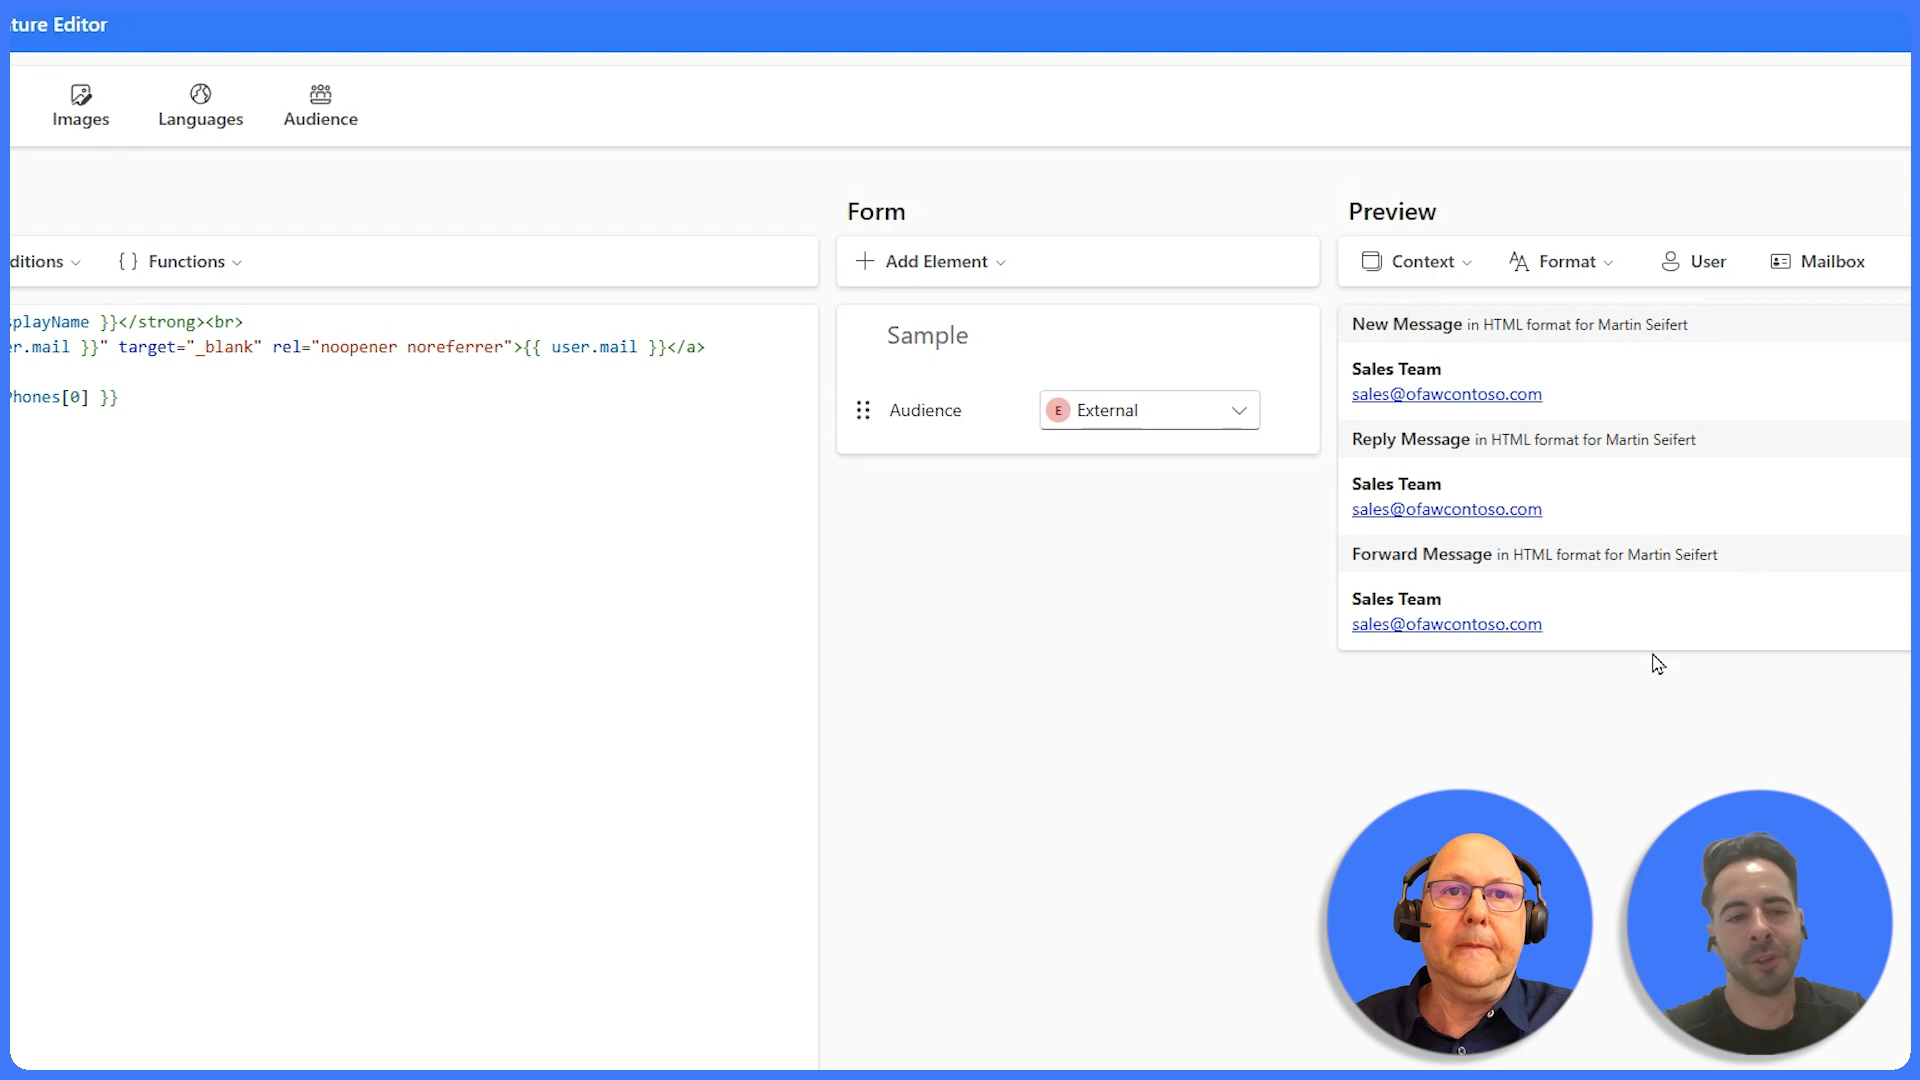 ture Editor
Images
Languages
Audience
Form
Preview
ditions
{ } Functions
Add Element
Context
Format
User
Mailbox
splayName }}</strong><br>
er.mail }}" target="_blank" rel="noopener noreferrer">{{ user.mail }}</a>
Phones[0] }}
Sample
Audience
E External
New Message in HTML format for Martin Seifert
Sales Team
sales@ofawcontoso.com
Reply Message in HTML format for Martin Seifert
Sales Team
sales@ofawcontoso.com
Forward Message in HTML format for Martin Seifert
Sales Team
sales@ofawcontoso.com